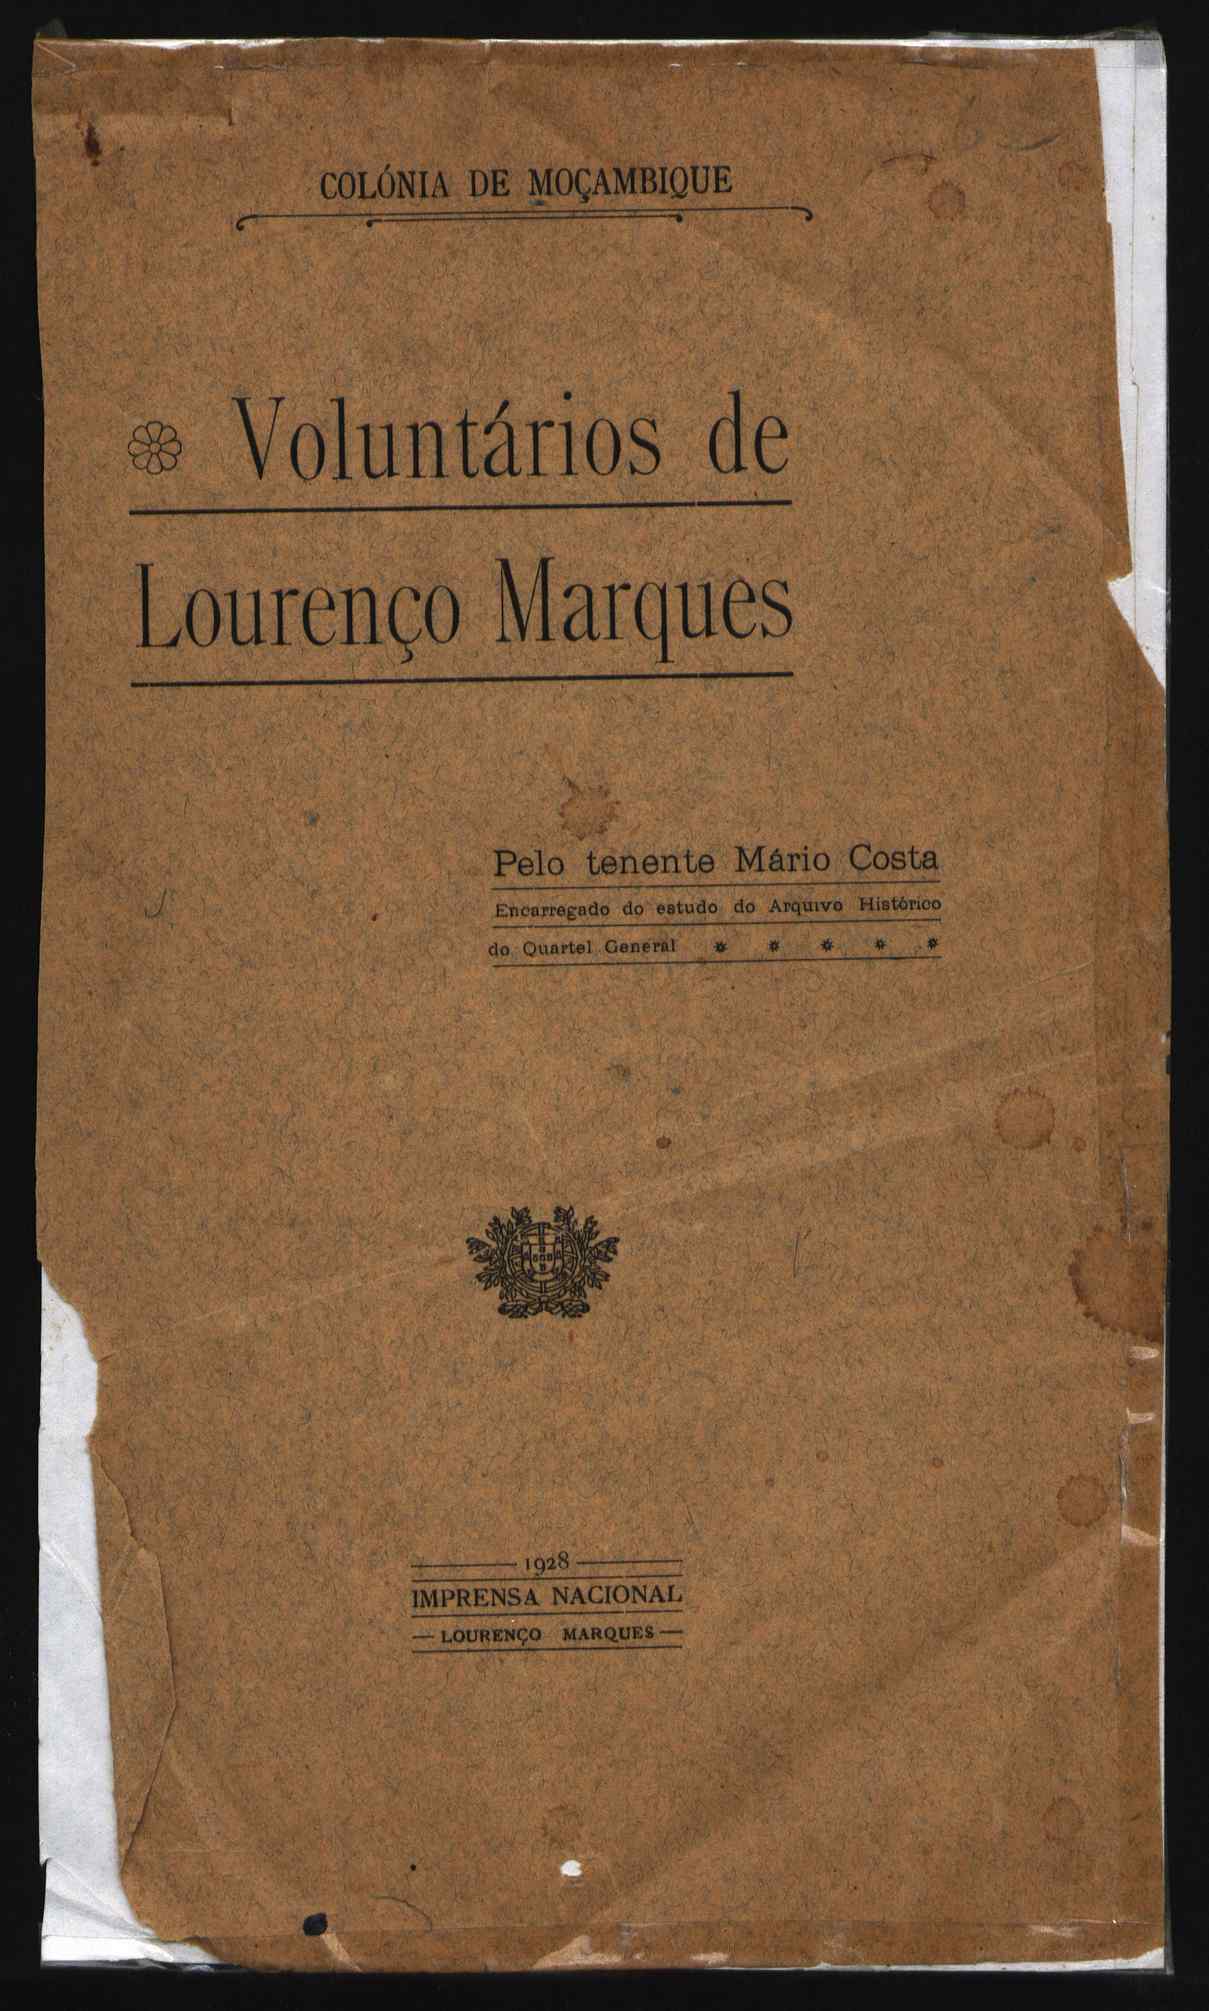 COLÓNIA DE MOÇAMBIQUE
Voluntários de
Lourenço Marques
Pelo tenente Mário Costa
Encarregado do estudo do Arquivo Histórico
do Quartel General
1928
IMPRENSA NACIONAL
— LOURENÇO MARQUES —